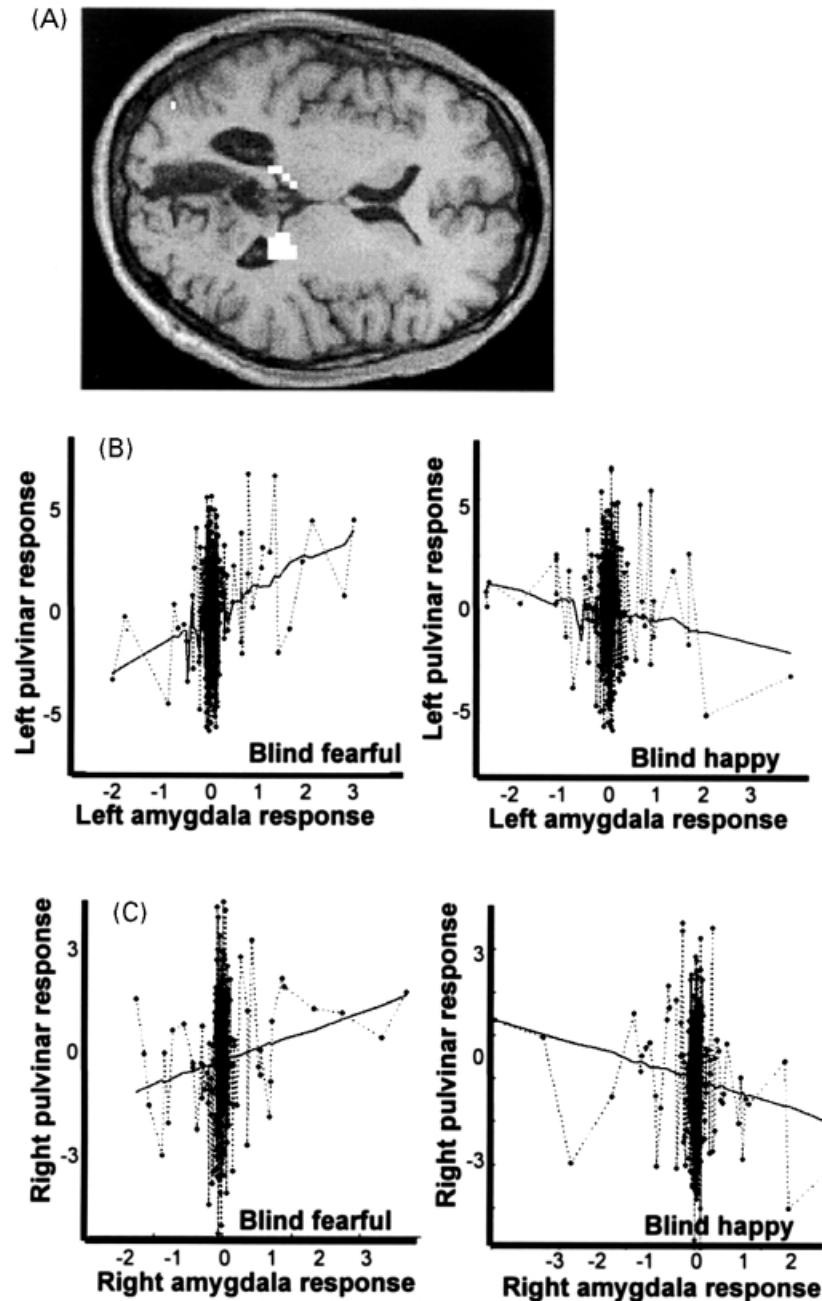 (A)
(B)
Left pulvinar response
5
0
-5
Blind fearful
-2 -1 0 1 2 3
Left amygdala response
Left pulvinar response
5
0
-5
Blind happy
-2 -1 0 1 2 3
Left amygdala response
(C)
Right pulvinar response
3
0
-3
Blind fearful
-2 -1 0 1 2 3
Right amygdala response
Right pulvinar response
3
0
-3
Blind happy
-3 -2 -1 0 1 2
Right amygdala response